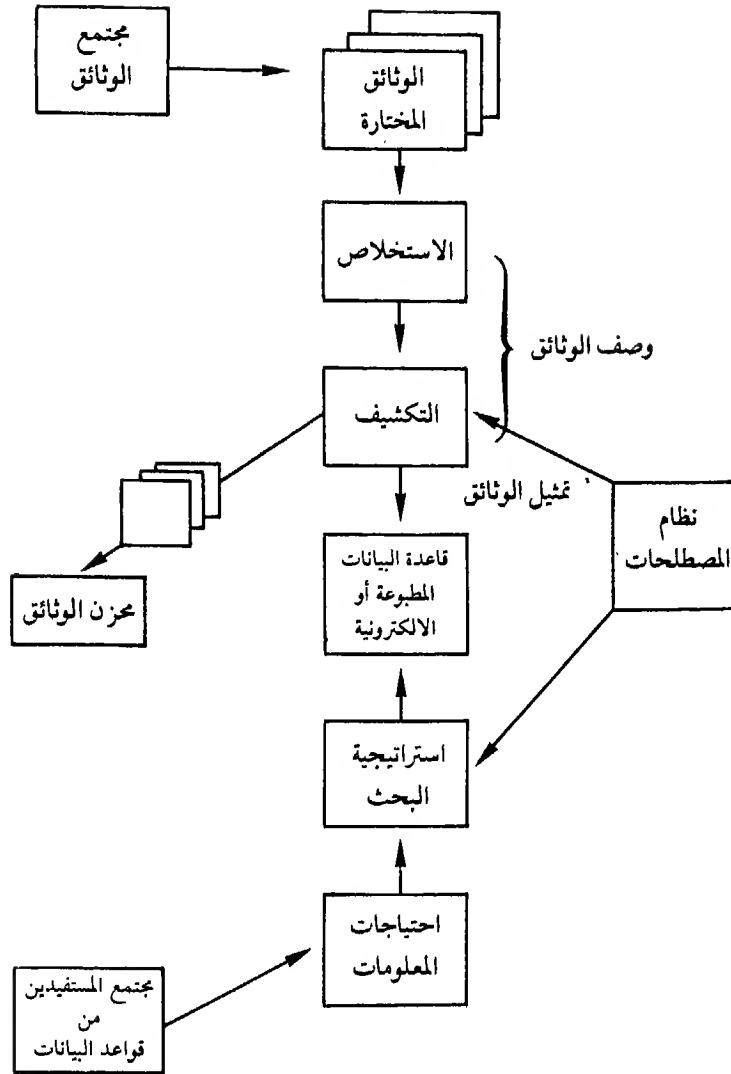 مجتمع
الوثائق
الوثائق
المختارة
الاستخلاص
وصف الوثائق
التكشيف
تمثيل الوثائق
نظام
المصطلحات
قاعدة البيانات
المطبوعة أو
الالكترونية
مخزن الوثائق
استراتيجية
البحث
احتياجات
المعلومات
مجتمع المستفيدين
من
قواعد البيانات